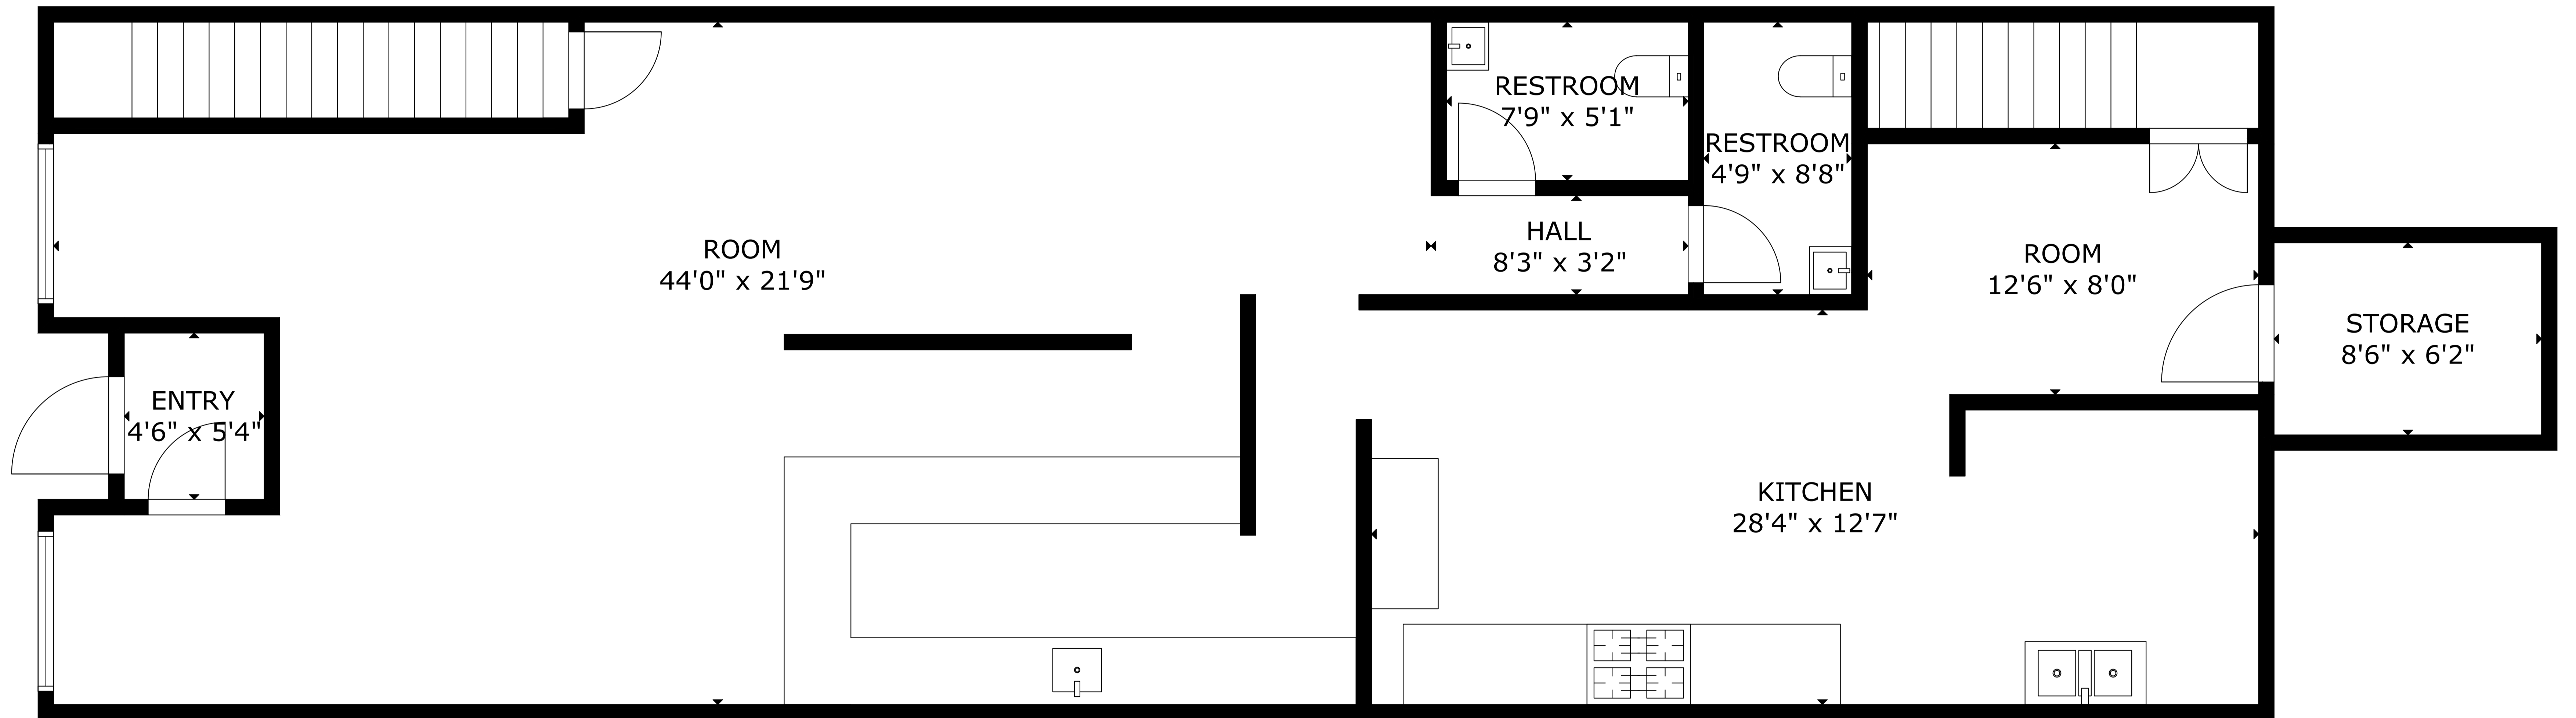 RESTROOM
7'9" x 5'1"
RESTROOM
4'9" x 8'8"
HALL
8'3" x 3'2"
ROOM
44'0" x 21'9"
ROOM
12'6" x 8'0"
STORAGE
8'6" x 6'2"
ENTRY
4'6" x 5'4"
KITCHEN
28'4" x 12'7"